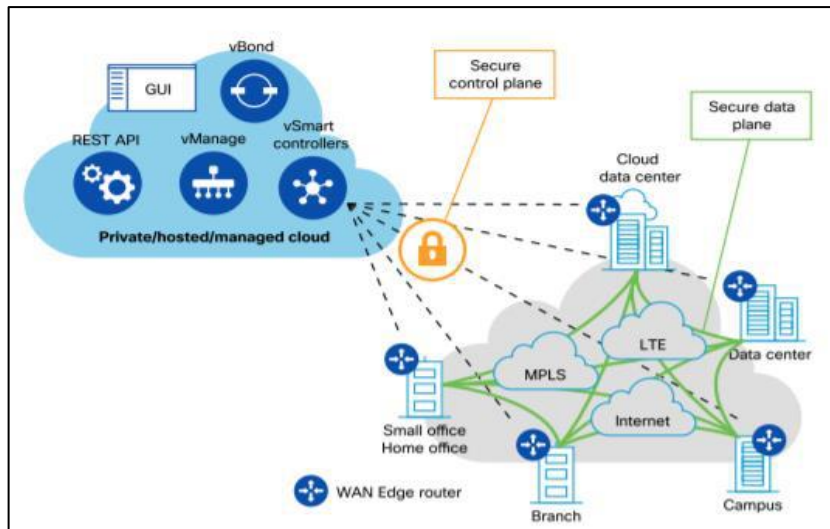 vBond
GUI
REST API
vManage
vSmart
controllers
Private/hosted/managed cloud
Secure
control plane
Secure data
plane
Cloud
data center
LTE
Data center
MPLS
Internet
Small office
Home office
WAN Edge router
Branch
Campus